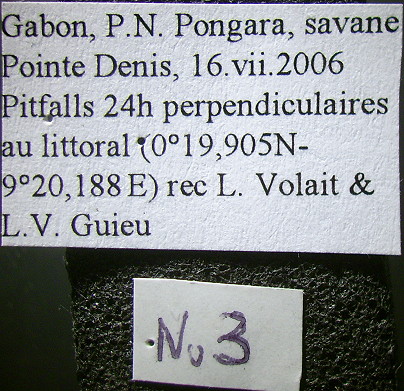 Gabon, P.N. Pongara, savane
Pointe Denis, 16.vii.2006
Pitfalls 24h perpendiculaires
au littoral (0°19,905N-
9°20,188 E) rec L. Volait &
L.V. Guieu
Nu 3